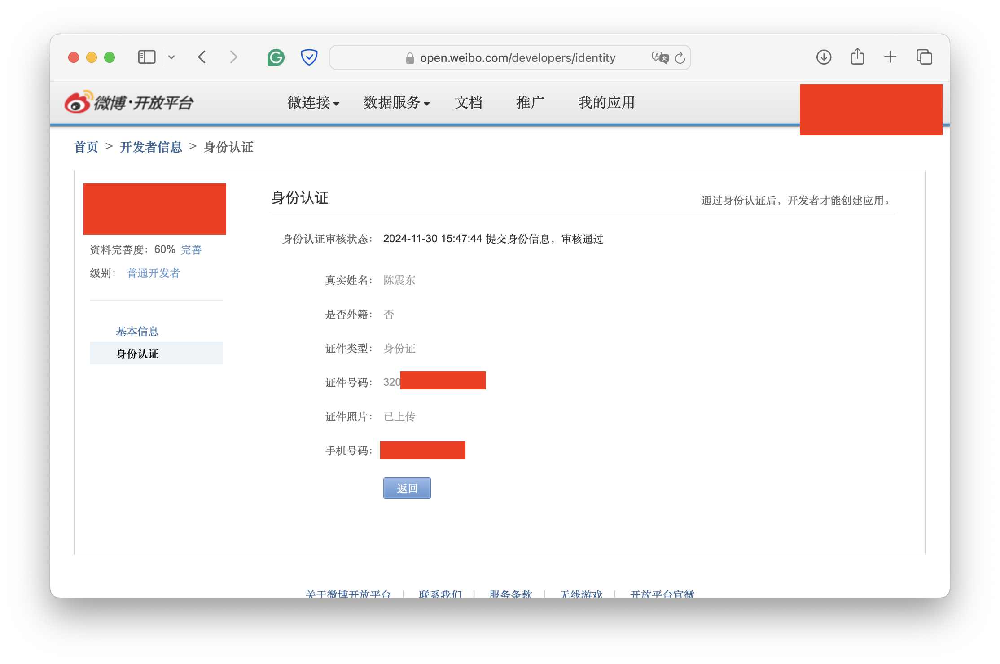 open.weibo.com/developers/identity
微博·开放平台
微连接 数据服务 文档 推广 我的应用
首页 > 开发者信息 > 身份认证
资料完善度：60% 完善
级别： 普通开发者
基本信息
身份认证
身份认证
通过身份认证后，开发者才能创建应用。
身份认证审核状态： 2024-11-30 15:47:44 提交身份信息，审核通过
真实姓名： 陈震东
是否外籍： 否
证件类型： 身份证
证件号码： 320
证件照片： 已上传
手机号码：
返回
关于微博开放平台 | 联系我们 | 服务条款 | 无线游戏 | 开放平台官微